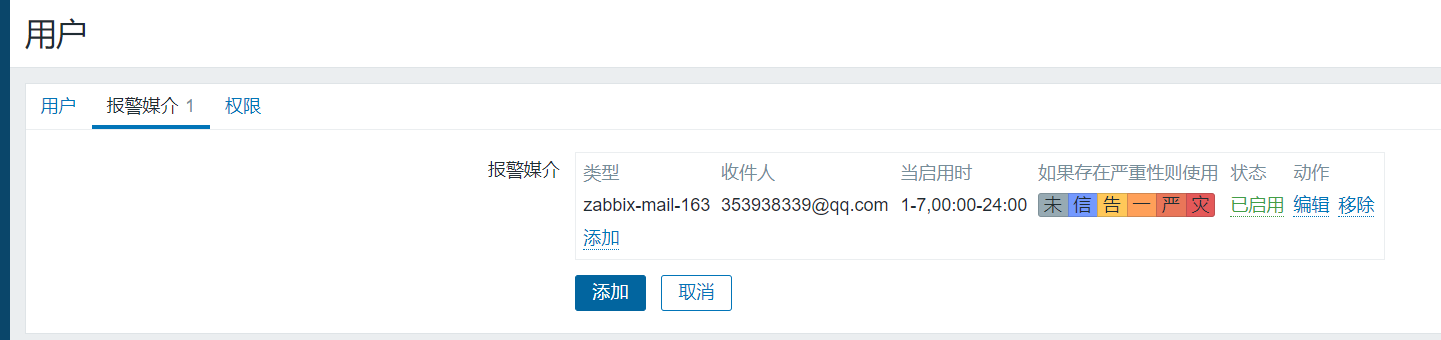 用户
用户 报警媒介 1 权限
报警媒介 类型 收件人 当启用时 如果存在严重性则使用 状态 动作
zabbix-mail-163 353938339@qq.com 1-7,00:00-24:00 未 信 告 一 严 灾 已启用 编辑 移除
添加
添加 取消